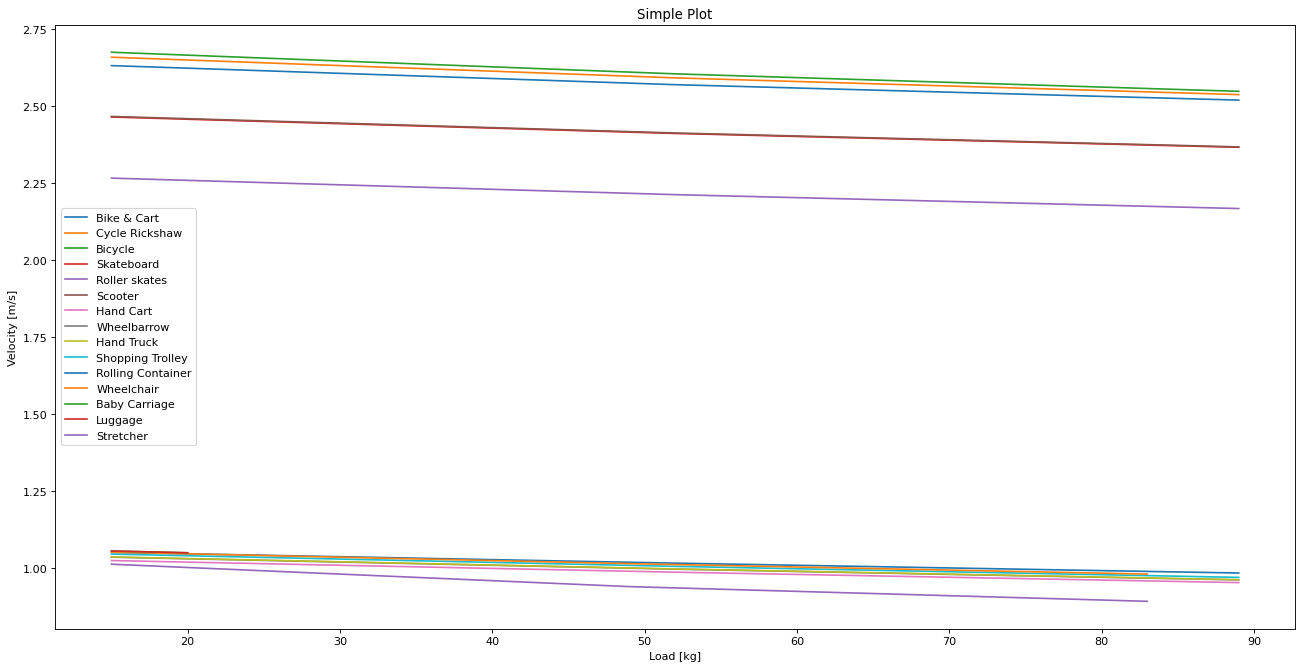 Simple Plot
2.75
2.50
2.25
2.00
1.75
1.50
1.25
1.00
Velocity [m/s]
Bike & Cart
Cycle Rickshaw
Bicycle
Skateboard
Roller skates
Scooter
Hand Cart
Wheelbarrow
Hand Truck
Shopping Trolley
Rolling Container
Wheelchair
Baby Carriage
Luggage
Stretcher
20 30 40 50 60 70 80 90
Load [kg]